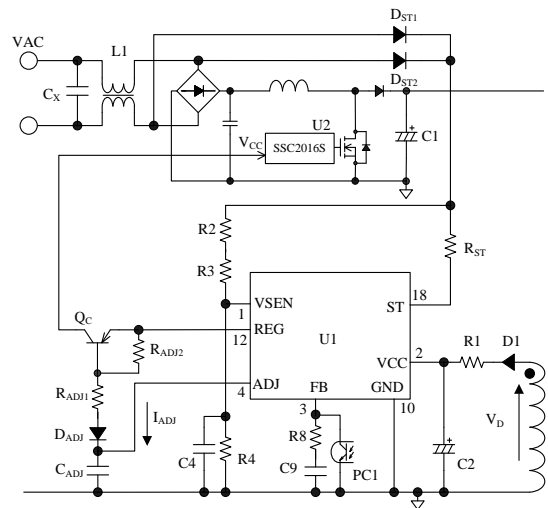 VAC
L1
DST1
CX
DST2
U2
VCC
SSC2016S
C1
R2
R3
RST
VSEN
1
ST
18
QC
REG
12
U1
RADJ2
VCC
2
R1
D1
RADJ1
ADJ
4
FB
GND
3
10
IADJ
DADJ
VD
R8
C4
R4
C9
PC1
C2
CADJ